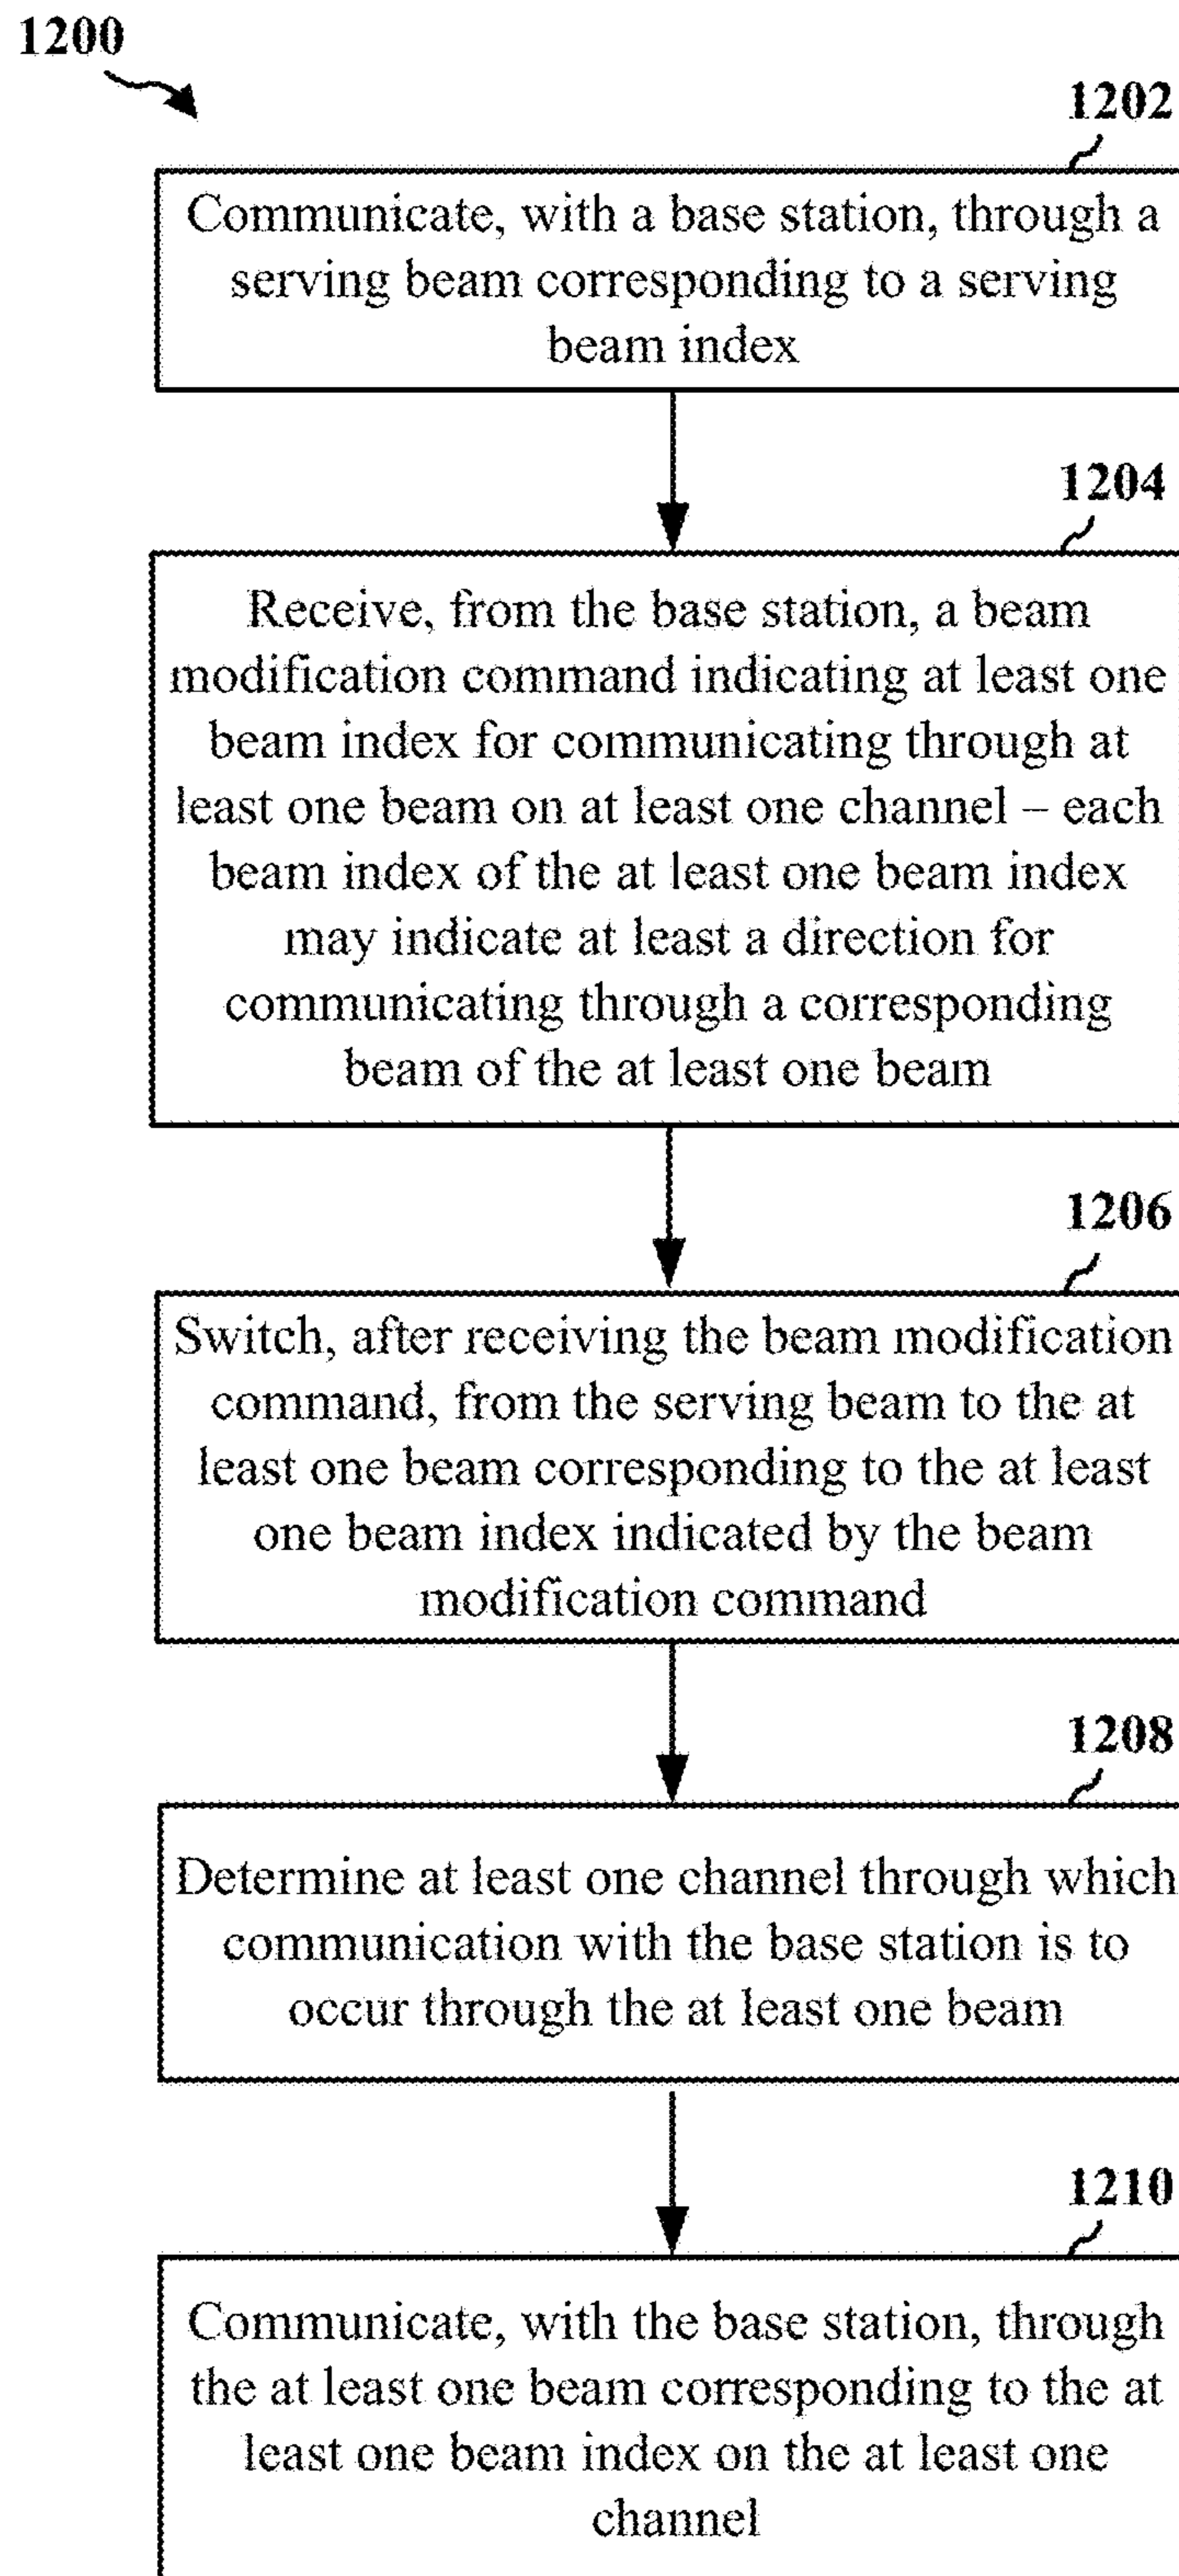 1200
1202
Communicate, with a base station, through a
serving beam corresponding to a serving
beam index
1204
Receive, from the base station, a beam
modification command indicating at least one
beam index for communicating through at
least one beam on at least one channel – each
beam index of the at least one beam index
may indicate at least a direction for
communicating through a corresponding
beam of the at least one beam
1206
Switch, after receiving the beam modification
command, from the serving beam to the at
least one beam corresponding to the at least
one beam index indicated by the beam
modification command
1208
Determine at least one channel through which
communication with the base station is to
occur through the at least one beam
1210
Communicate, with the base station, through
the at least one beam corresponding to the at
least one beam index on the at least one
channel